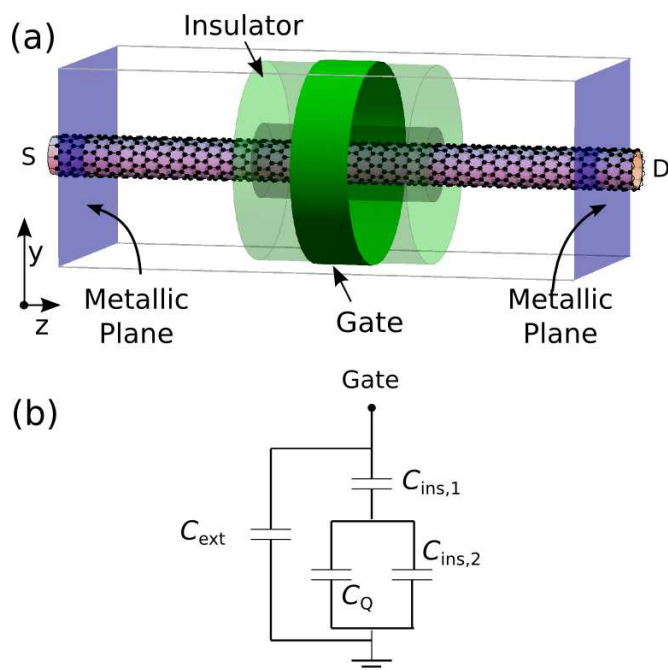 (a)
Insulator
S
D
y
z
Metallic
Plane
Gate
Metallic
Plane
(b)
Gate
C_ins,1
C_ext
C_ins,2
C_Q